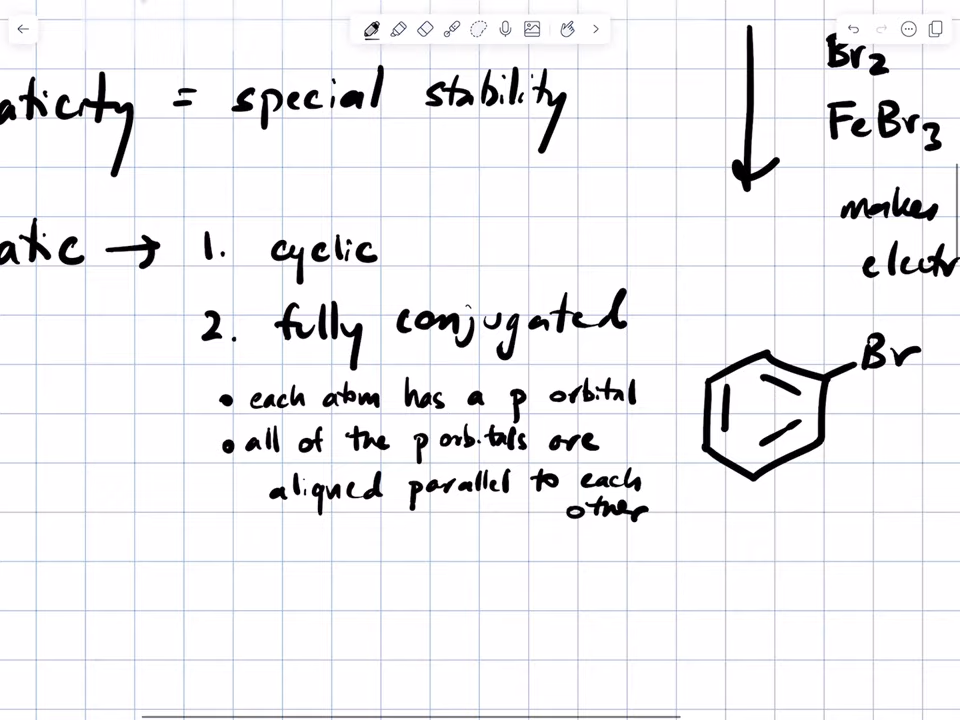 aticity = special stability
atic → 1. cyclic
2. fully conjugated
• each atom has a p orbital
• all of the p orbitals are
aligned parallel to each
other
Br2
FeBr3
makes
electr
Br